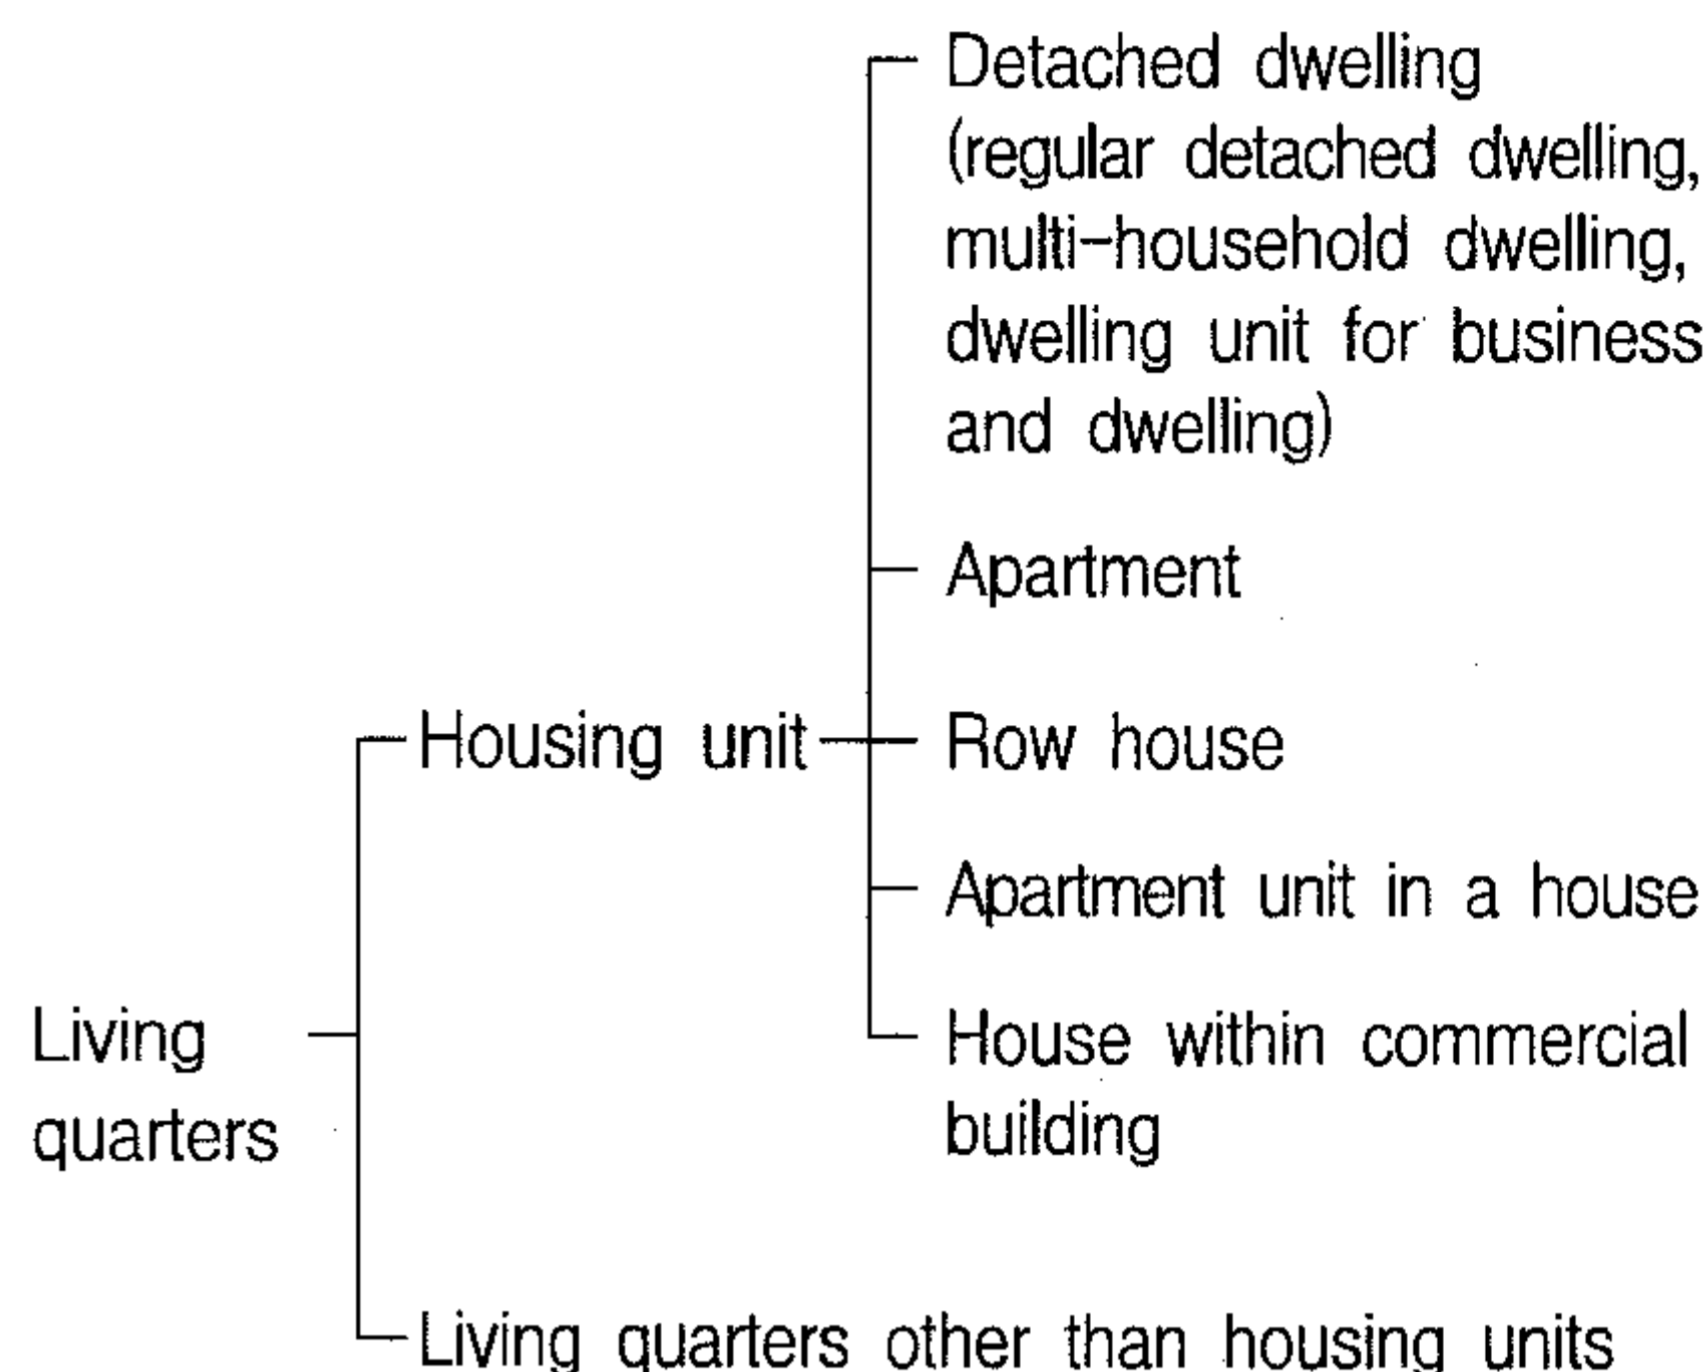 Detached dwelling
(regular detached dwelling,
multi-household dwelling,
dwelling unit for business
and dwelling)
Apartment
Housing unit
Row house
Apartment unit in a house
Living
quarters
House within commercial
building
Living quarters other than housing units